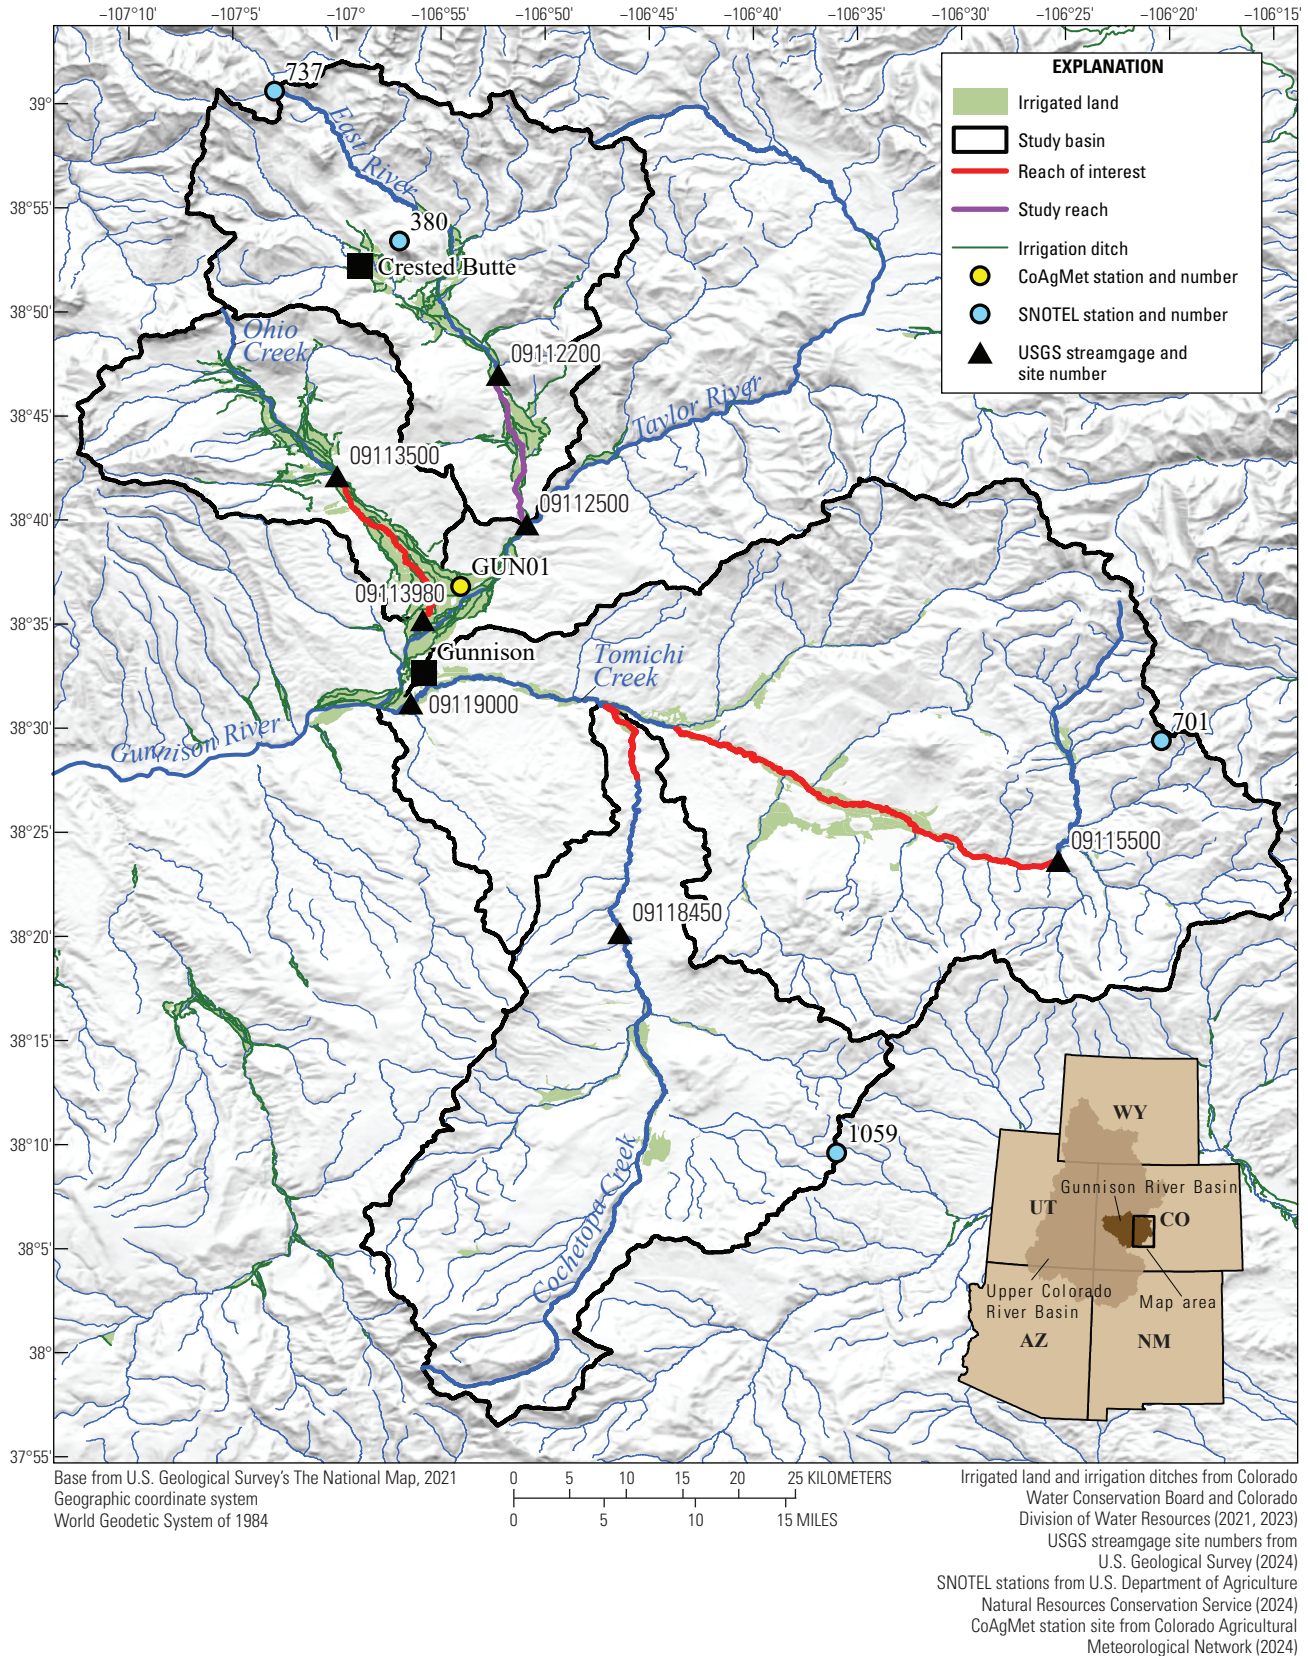 −107°10'
−107°5'
−107°
−106°55'
−106°50'
−106°45'
−106°40'
−106°35'
−106°30'
−106°25'
−106°20'
−106°15'
39°
38°55'
38°50'
38°45'
38°40'
38°35'
38°30'
38°25'
38°20'
38°15'
38°10'
38°5'
38°
37°55'
EXPLANATION
Irrigated land
Study basin
Reach of interest
Study reach
Irrigation ditch
CoAgMet station and number
SNOTEL station and number
USGS streamgage and
site number
737
East River
380
Crested Butte
Ohio
Creek
09112200
Taylor River
09113500
09112500
GUN01
09113980
Gunnison
Tomichi
Creek
09119000
Gunnison River
701
09115500
09118450
1059
Cochetopa Creek
WY
Gunnison River Basin
UT
CO
Upper Colorado
River Basin
Map area
AZ
NM
Base from U.S. Geological Survey's The National Map, 2021
Geographic coordinate system
World Geodetic System of 1984
0 5 10 15 20 25 KILOMETERS
0 5 10 15 MILES
Irrigated land and irrigation ditches from Colorado
Water Conservation Board and Colorado
Division of Water Resources (2021, 2023)
USGS streamgage site numbers from
U.S. Geological Survey (2024)
SNOTEL stations from U.S. Department of Agriculture
Natural Resources Conservation Service (2024)
CoAgMet station site from Colorado Agricultural
Meteorological Network (2024)